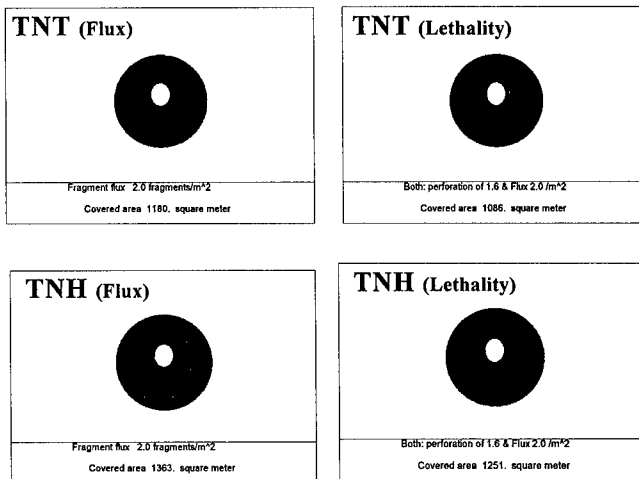 TNT (Flux)
Fragment flux 2.0 fragments/m^2
Covered area 1180. square meter
TNT (Lethality)
Both: perforation of 1.6 & Flux 2.0 /m^2
Covered area 1086. square meter
TNH (Flux)
Fragment flux 2.0 fragments/m^2
Covered area 1363. square meter
TNH (Lethality)
Both: perforation of 1.6 & Flux 2.0 /m^2
Covered area 1251. square meter